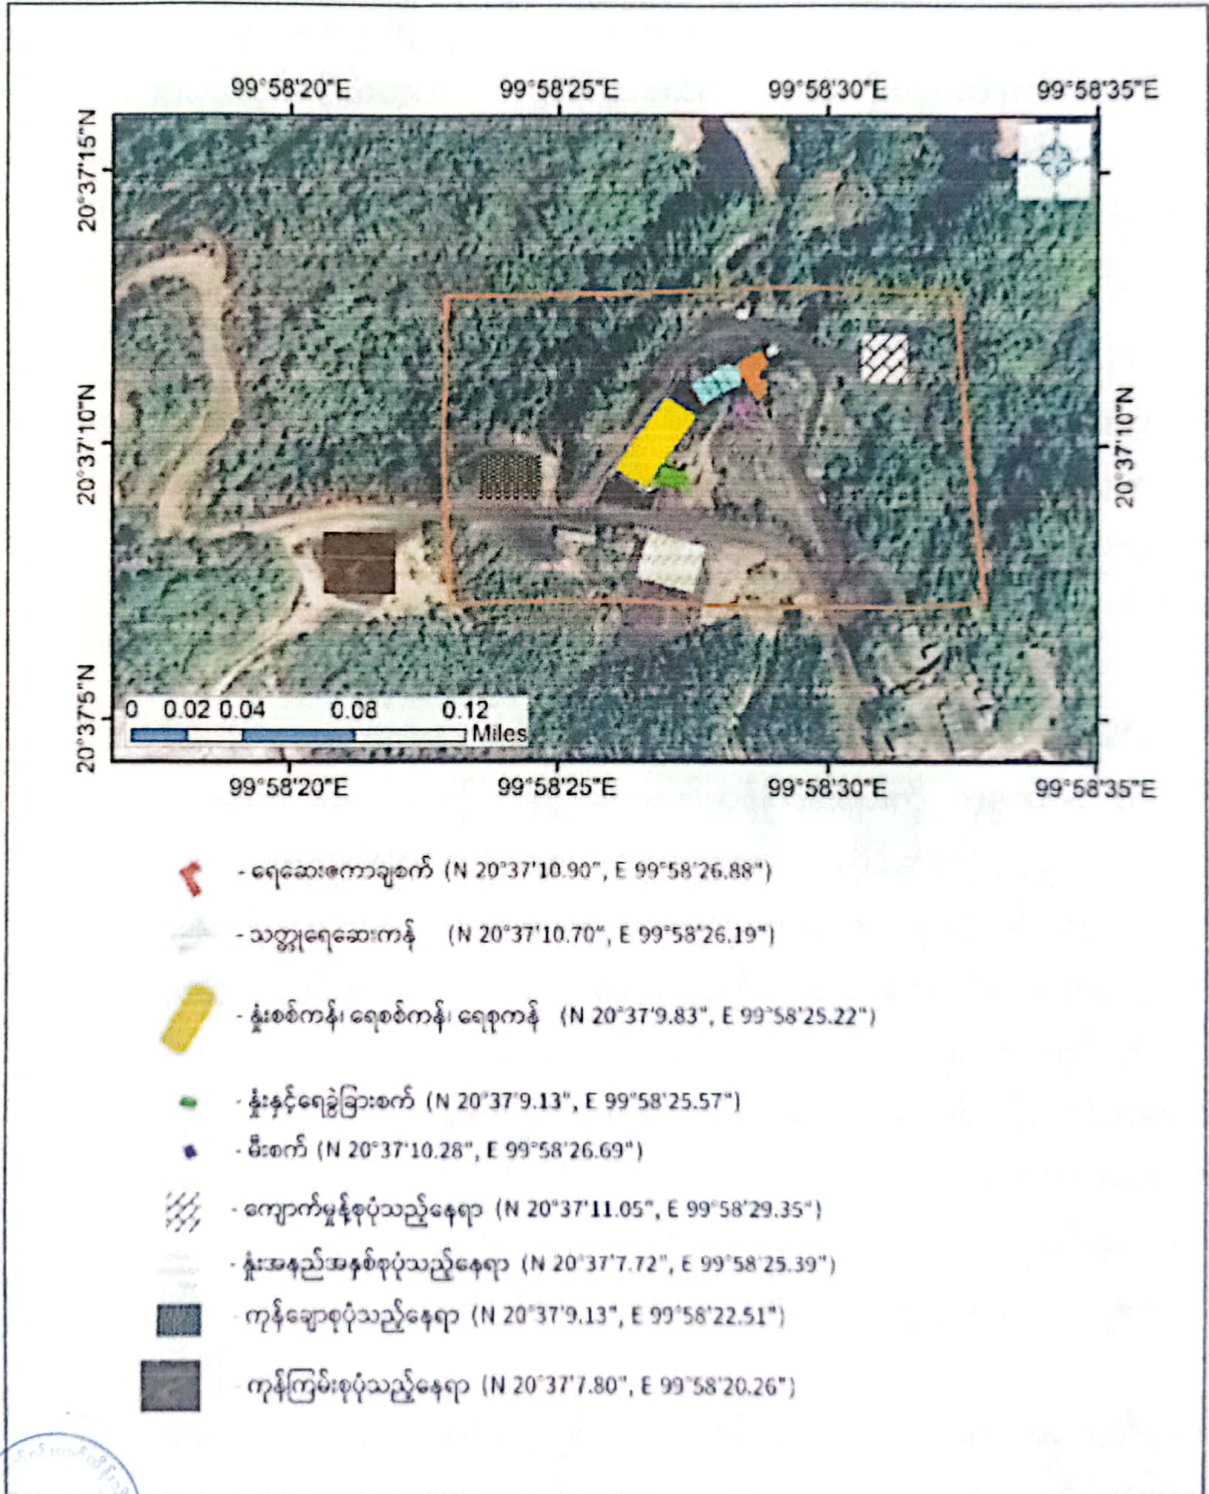 99°58'20"E 99°58'25"E 99°58'30"E 99°58'35"E
20°37'15"N
20°37'10"N 20°37'10"N
20°37'5"N
0 0.02 0.04 0.08 0.12
Miles
99°58'20"E 99°58'25"E 99°58'30"E 99°58'35"E
- ရေဆေးဇကာချစက် (N 20°37'10.90", E 99°58'26.88")
- သတ္တုရေဆေးကန် (N 20°37'10.70", E 99°58'26.19")
- နှုံးစစ်ကန်၊ ရေစစ်ကန်၊ ရေစုကန် (N 20°37'9.83", E 99°58'25.22")
- နှုံးနှင့်ရေခွဲခြားစက် (N 20°37'9.13", E 99°58'25.57")
- မီးစက် (N 20°37'10.28", E 99°58'26.69")
- ကျောက်မှုန့်စုပုံသည့်နေရာ (N 20°37'11.05", E 99°58'29.35")
- နှုံးအနည်အနှစ်စုပုံသည့်နေရာ (N 20°37'7.72", E 99°58'25.39")
- ကုန်ချောစုပုံသည့်နေရာ (N 20°37'9.13", E 99°58'22.51")
- ကုန်ကြမ်းစုပုံသည့်နေရာ (N 20°37'7.80", E 99°58'20.26")